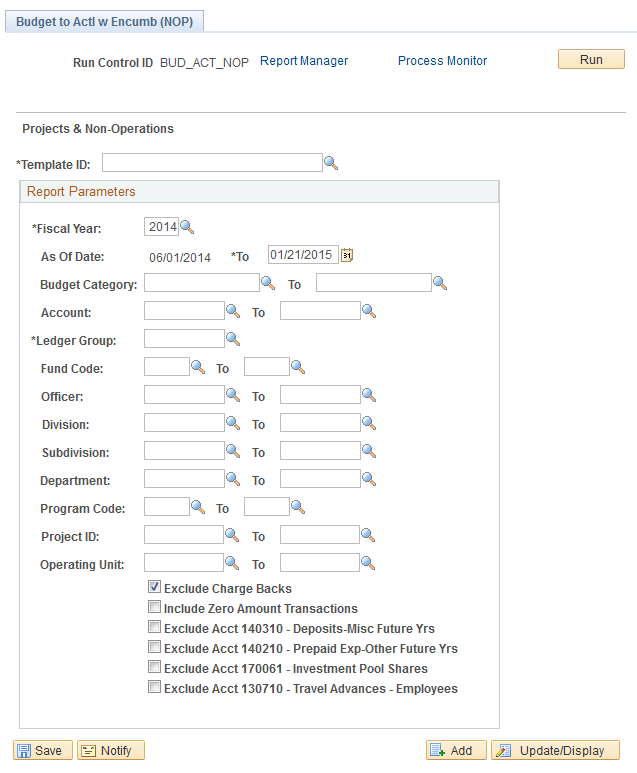 Budget to Actl w Encumb (NOP)
Run Control ID BUD_ACT_NOP Report Manager Process Monitor Run
Projects & Non-Operations
*Template ID:
Report Parameters
*Fiscal Year: 2014
As Of Date: 06/01/2014 *To 01/21/2015 31
Budget Category: To
Account: To
*Ledger Group:
Fund Code: To
Officer: To
Division: To
Subdivision: To
Department: To
Program Code: To
Project ID: To
Operating Unit: To
Exclude Charge Backs
Include Zero Amount Transactions
Exclude Acct 140310 - Deposits-Misc Future Yrs
Exclude Acct 140210 - Prepaid Exp-Other Future Yrs
Exclude Acct 170061 - Investment Pool Shares
Exclude Acct 130710 - Travel Advances - Employees
Save Notify Add Update/Display